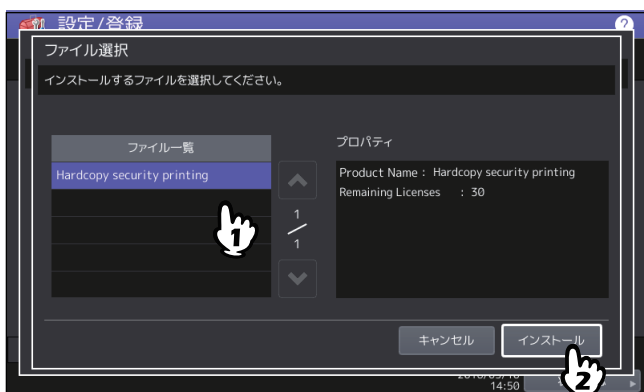 設定/登録
?
ファイル選択
インストールするファイルを選択してください。
ファイル一覧
プロパティ
Hardcopy security printing
Product Name : Hardcopy security printing
Remaining Licenses : 30
1
1
1
キャンセル
インストール
2
14:50